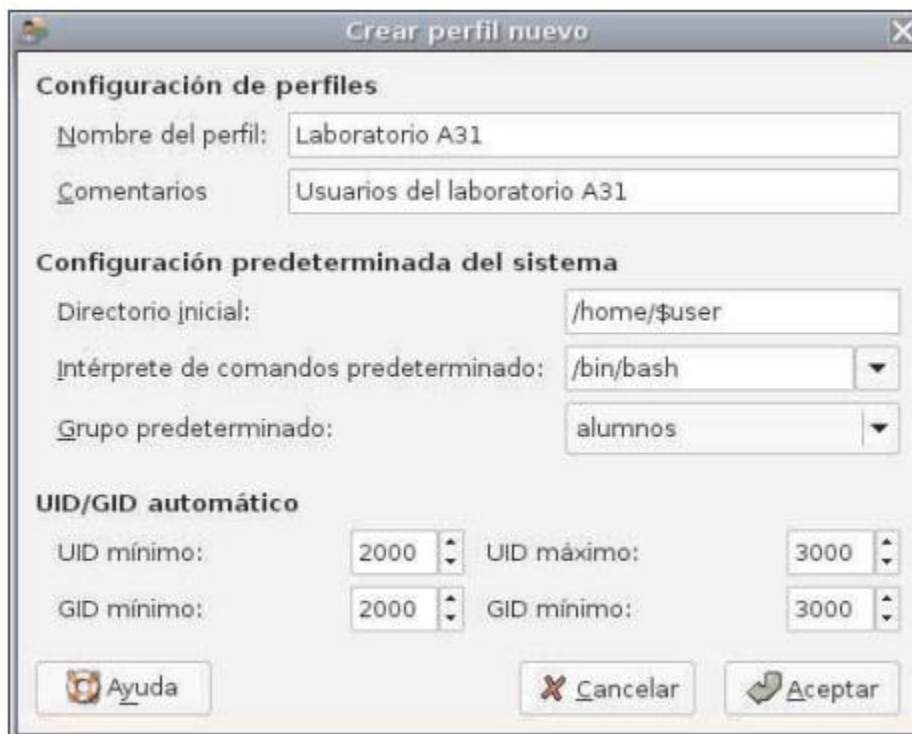 Crear perfil nuevo
Configuración de perfiles
Nombre del perfil: Laboratorio A31
Comentarios Usuarios del laboratorio A31
Configuración predeterminada del sistema
Directorio inicial: /home/$user
Intérprete de comandos predeterminado: /bin/bash
Grupo predeterminado: alumnos
UID/GID automático
UID mínimo: 2000 UID máximo: 3000
GID mínimo: 2000 GID mínimo: 3000
Ayuda Cancelar Aceptar